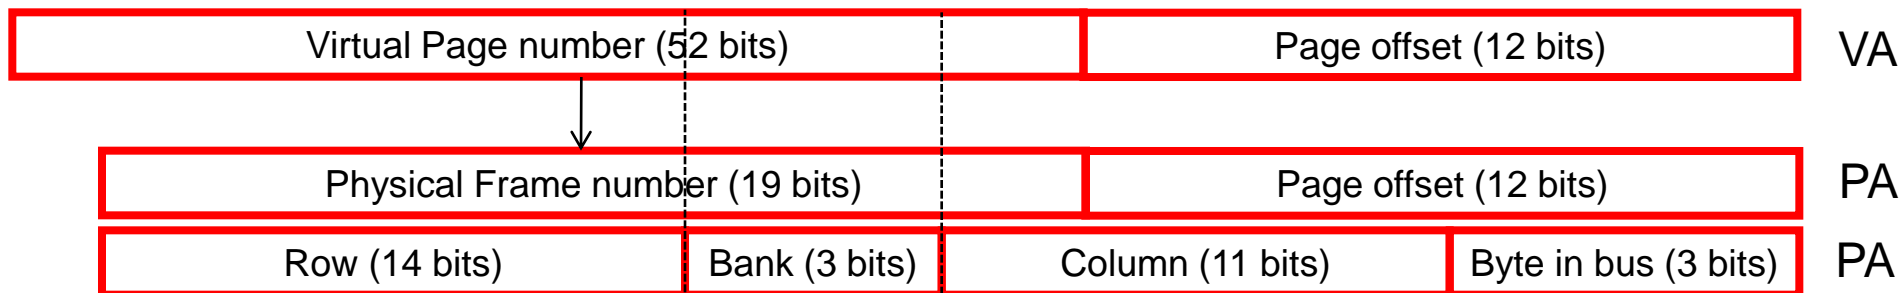 Virtual Page number (52 bits) Page offset (12 bits) VA
Physical Frame number (19 bits) Page offset (12 bits) PA
Row (14 bits) Bank (3 bits) Column (11 bits) Byte in bus (3 bits) PA